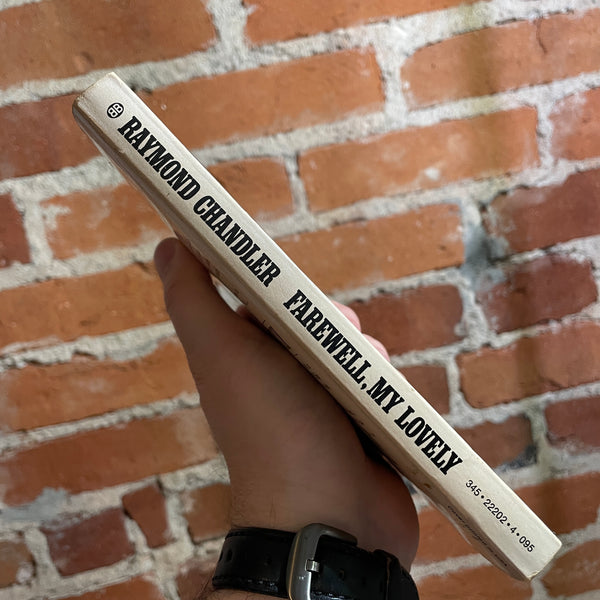 BB RAYMOND CHANDLER FAREWELL, MY LOVELY 345•22202•4•095